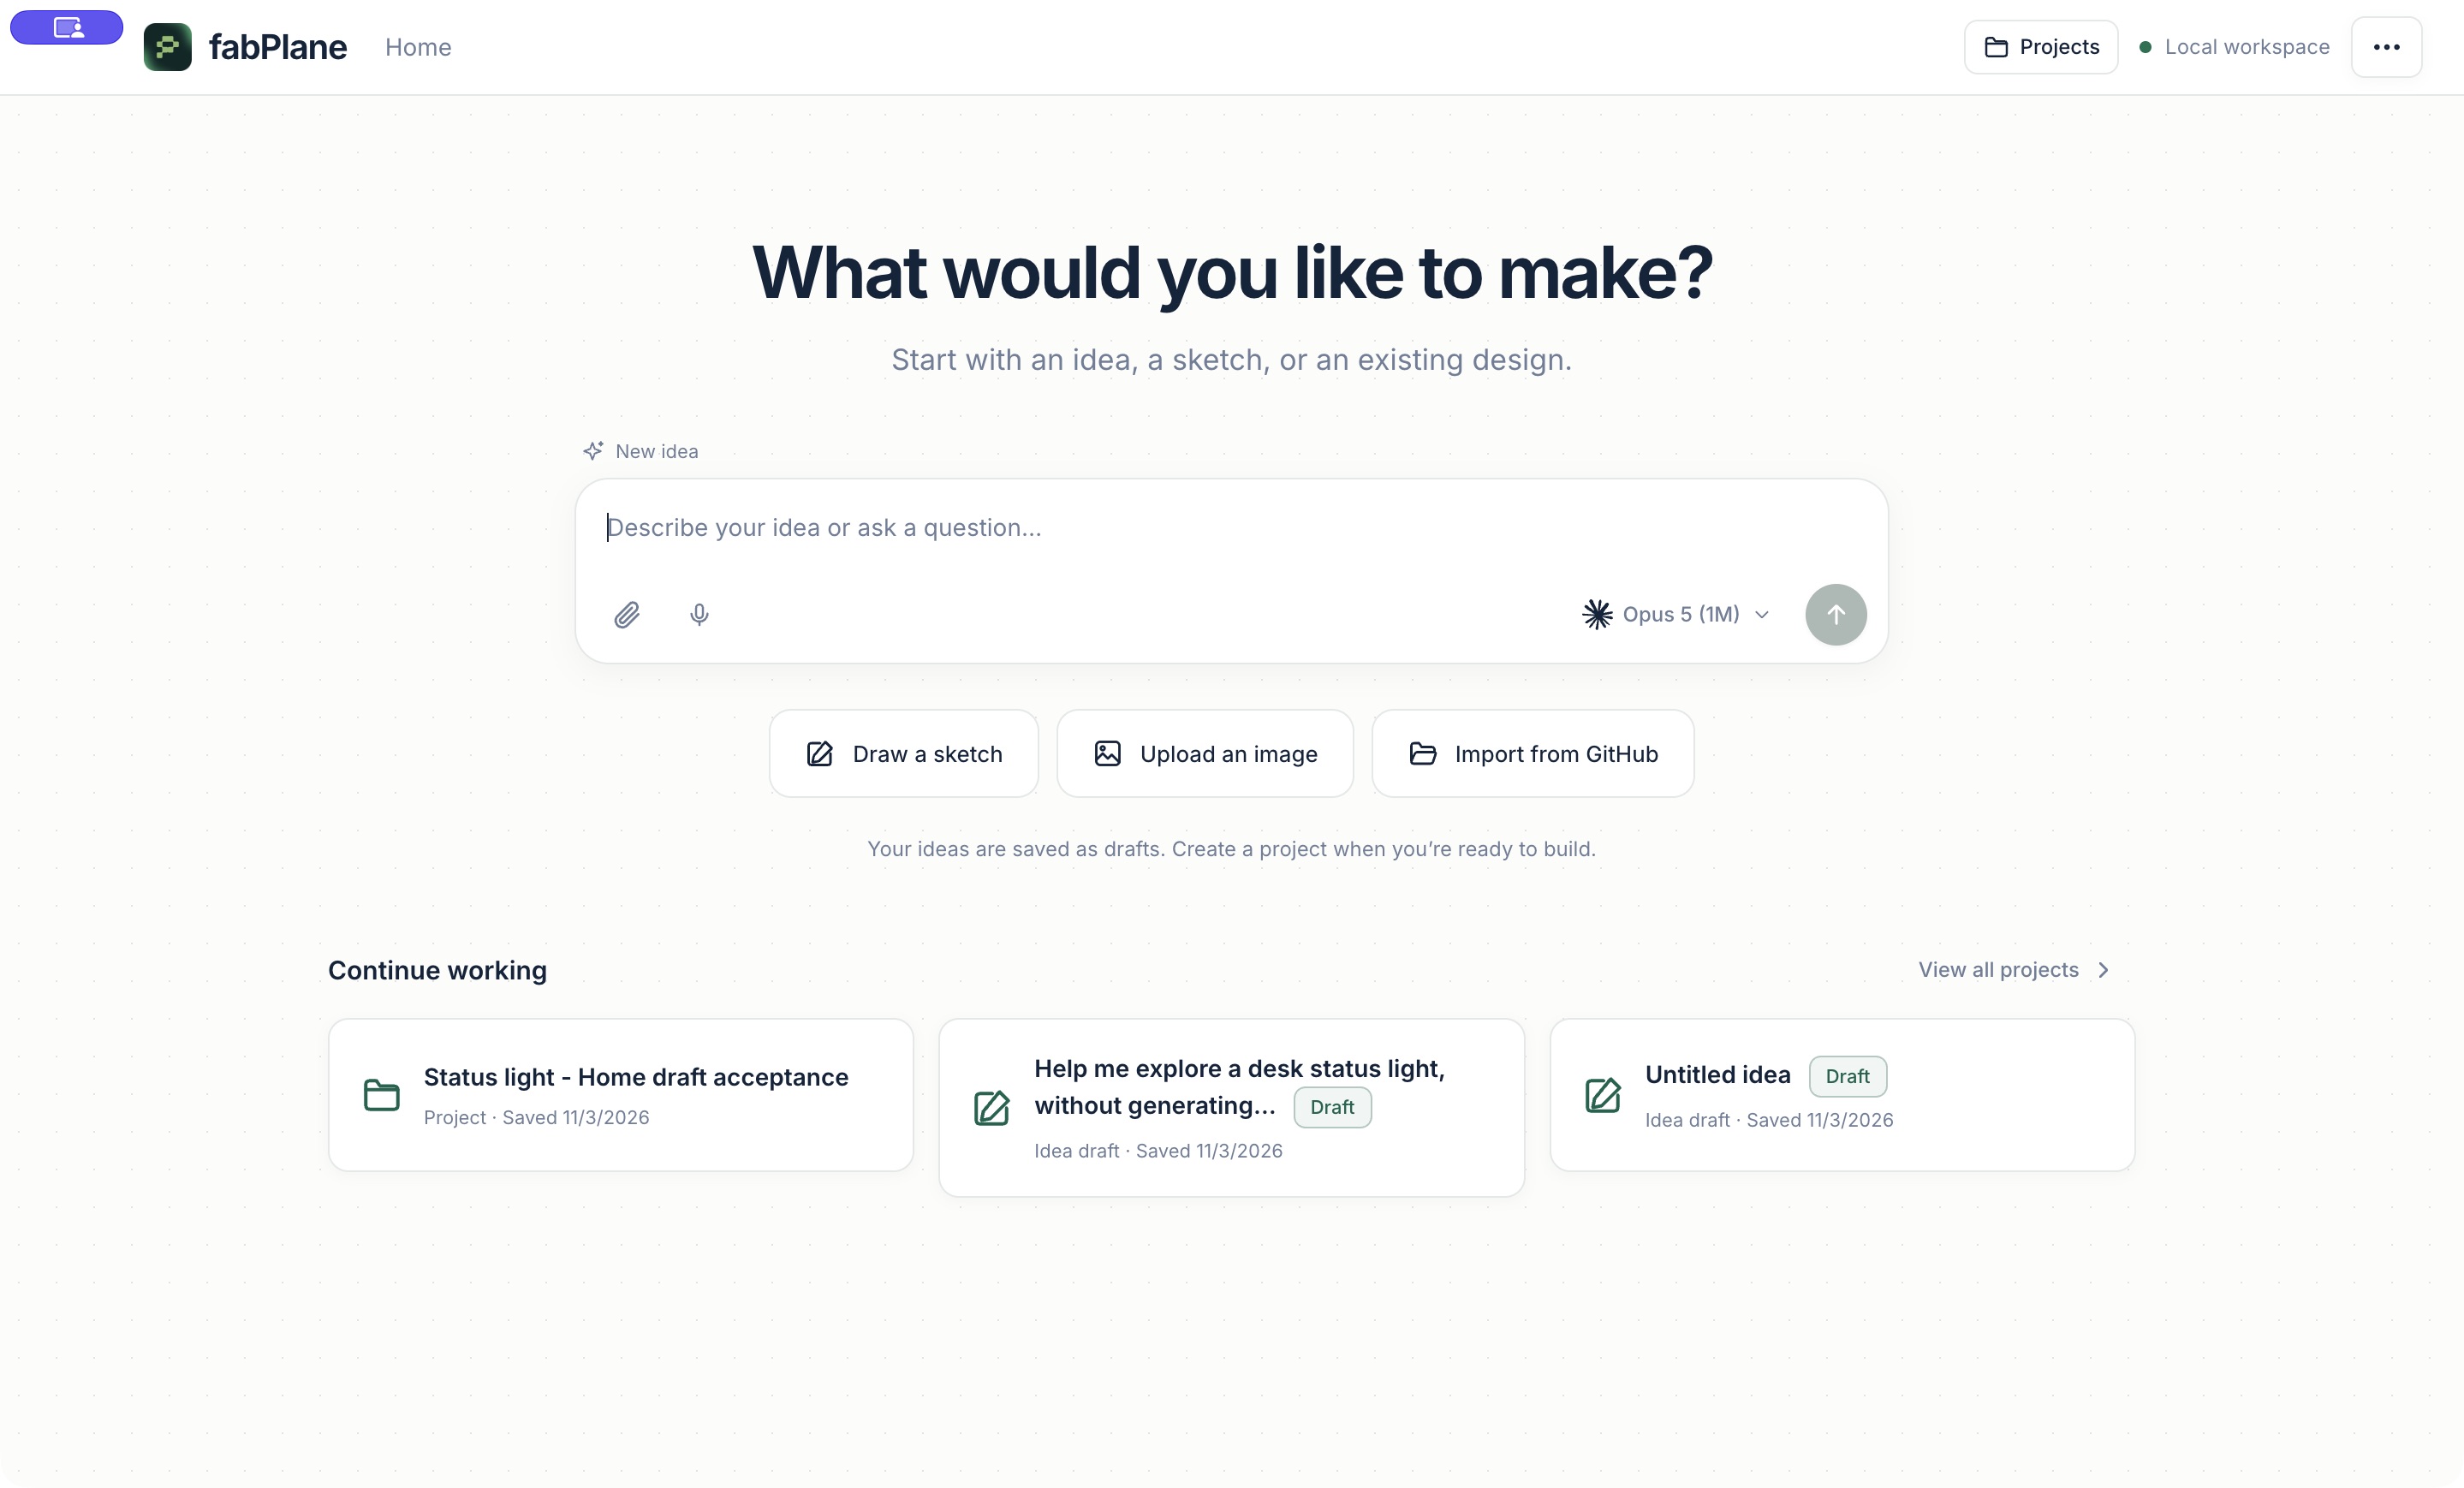 fabPlane
Home
Projects
Local workspace
What would you like to make?
Start with an idea, a sketch, or an existing design.
New idea
Describe your idea or ask a question...
Opus 5 (1M)
Draw a sketch
Upload an image
Import from GitHub
Your ideas are saved as drafts. Create a project when you’re ready to build.
Continue working
View all projects
Status light - Home draft acceptance
Project · Saved 11/3/2026
Help me explore a desk status light,
without generating...
Draft
Idea draft · Saved 11/3/2026
Untitled idea
Draft
Idea draft · Saved 11/3/2026